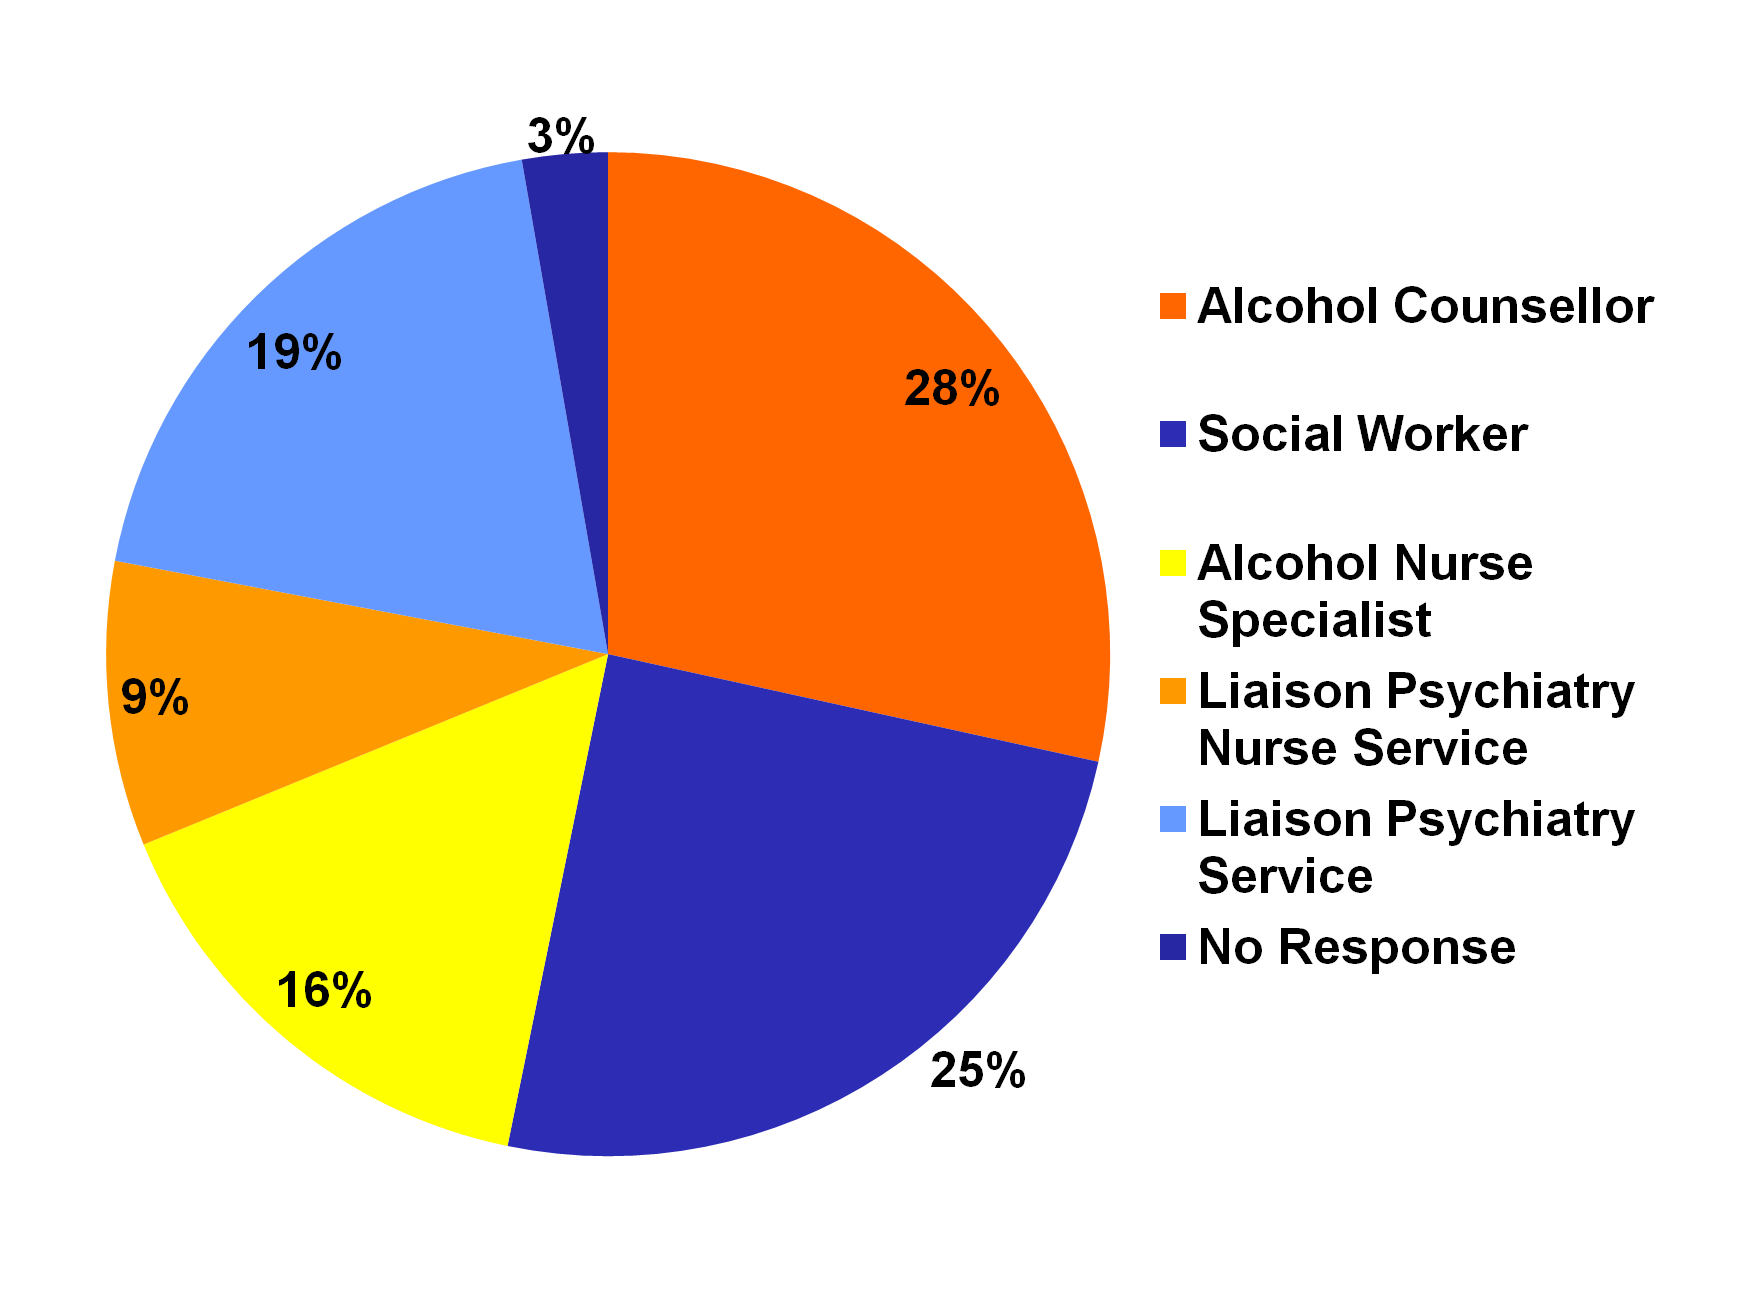 3%
19%
28%
9%
16%
25%
Alcohol Counsellor
Social Worker
Alcohol Nurse
Specialist
Liaison Psychiatry
Nurse Service
Liaison Psychiatry
Service
No Response